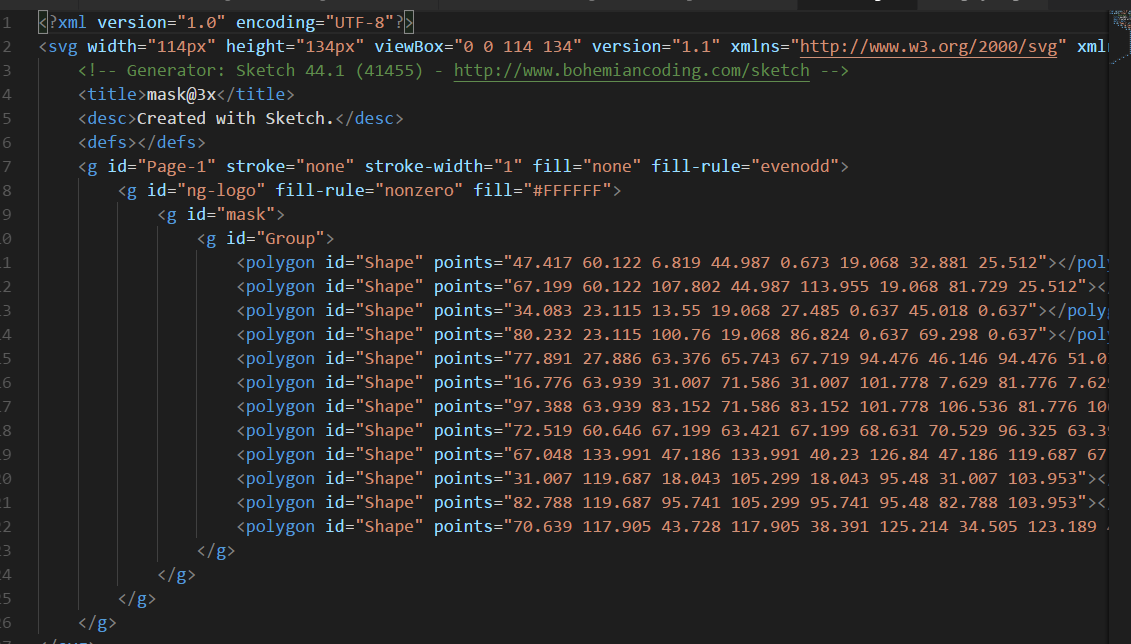 1 <?xml version="1.0" encoding="UTF-8"?>
2 <svg width="114px" height="134px" viewBox="0 0 114 134" version="1.1" xmlns="http://www.w3.org/2000/svg"
3 <!-- Generator: Sketch 44.1 (41455) - http://www.bohemiancoding.com/sketch -->
4 <title>mask@3x</title>
5 <desc>Created with Sketch.</desc>
6 <defs></defs>
7 <g id="Page-1" stroke="none" stroke-width="1" fill="none" fill-rule="evenodd">
8 <g id="ng-logo" fill-rule="nonzero" fill="#FFFFFF">
9 <g id="mask">
0 <g id="Group">
1 <polygon id="Shape" points="47.417 60.122 6.819 44.987 0.673 19.068 32.881 25.512"></poly
2 <polygon id="Shape" points="67.199 60.122 107.802 44.987 113.955 19.068 81.729 25.512"></
3 <polygon id="Shape" points="34.083 23.115 13.55 19.068 27.485 0.637 45.018 0.637"></polyg
4 <polygon id="Shape" points="80.232 23.115 100.76 19.068 86.824 0.637 69.298 0.637"></poly
5 <polygon id="Shape" points="77.891 27.886 63.376 65.743 67.719 94.476 46.146 94.476 51.0
6 <polygon id="Shape" points="16.776 63.939 31.007 71.586 31.007 101.778 7.629 81.776 7.629
7 <polygon id="Shape" points="97.388 63.939 83.152 71.586 83.152 101.778 106.536 81.776 10
8 <polygon id="Shape" points="72.519 60.646 67.199 63.421 67.199 68.631 70.529 96.325 63.39
9 <polygon id="Shape" points="67.048 133.991 47.186 133.991 40.23 126.84 47.186 119.687 67
0 <polygon id="Shape" points="31.007 119.687 18.043 105.299 18.043 95.48 31.007 103.953"></
1 <polygon id="Shape" points="82.788 119.687 95.741 105.299 95.741 95.48 82.788 103.953"></
2 <polygon id="Shape" points="70.639 117.905 43.728 117.905 38.391 125.214 34.505 123.189
3 </g>
4 </g>
5 </g>
6 </g>